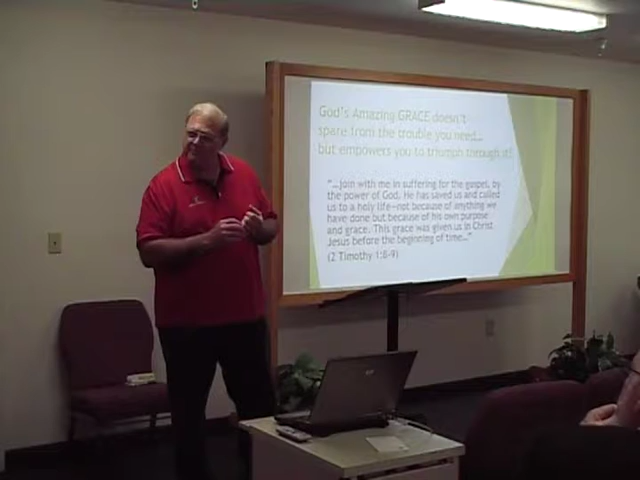 God's Amazing GRACE doesn't
spare from the trouble you need...
but empowers you to triumph through it!
"...join with me in suffering for the gospel, by
the power of God. He has saved us and called
us to a holy life—not because of anything we
have done but because of his own purpose
and grace. This grace was given us in Christ
Jesus before the beginning of time..."
(2 Timothy 1:8-9)